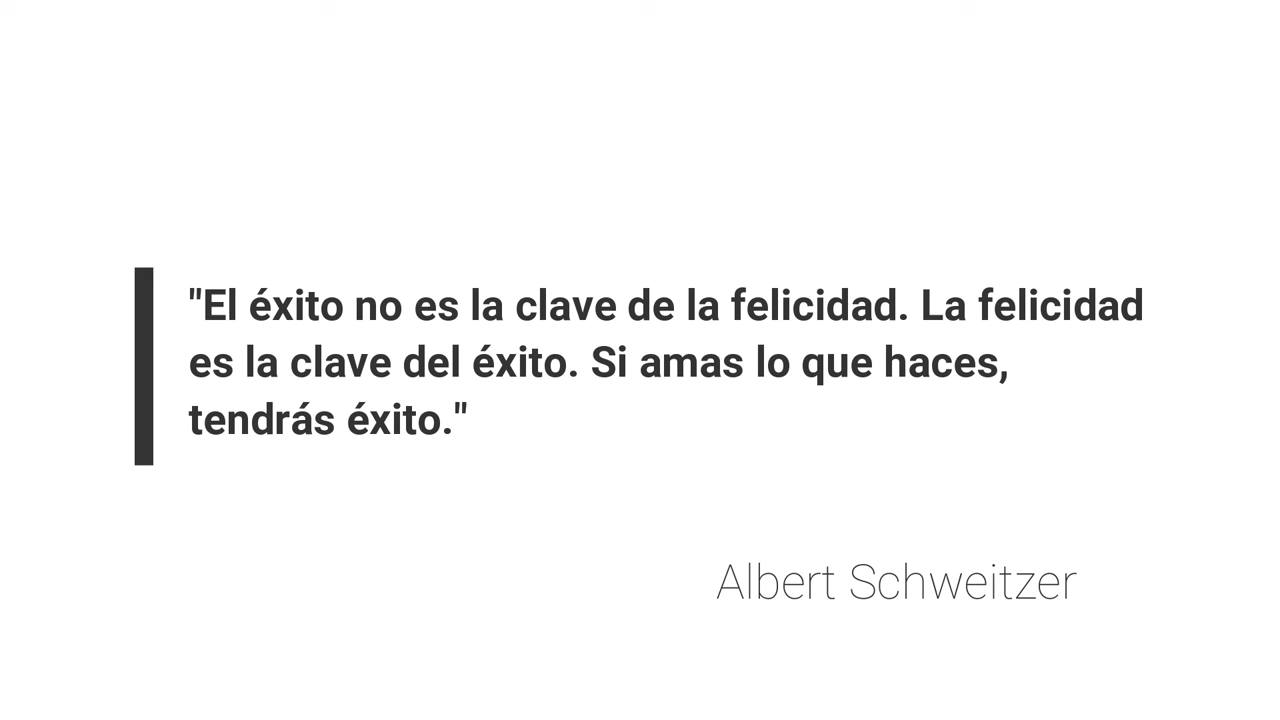 "El éxito no es la clave de la felicidad. La felicidad
es la clave del éxito. Si amas lo que haces,
tendrás éxito."
Albert Schweitzer